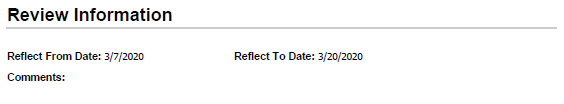 Review Information
Reflect From Date: 3/7/2020 Reflect To Date: 3/20/2020
Comments: